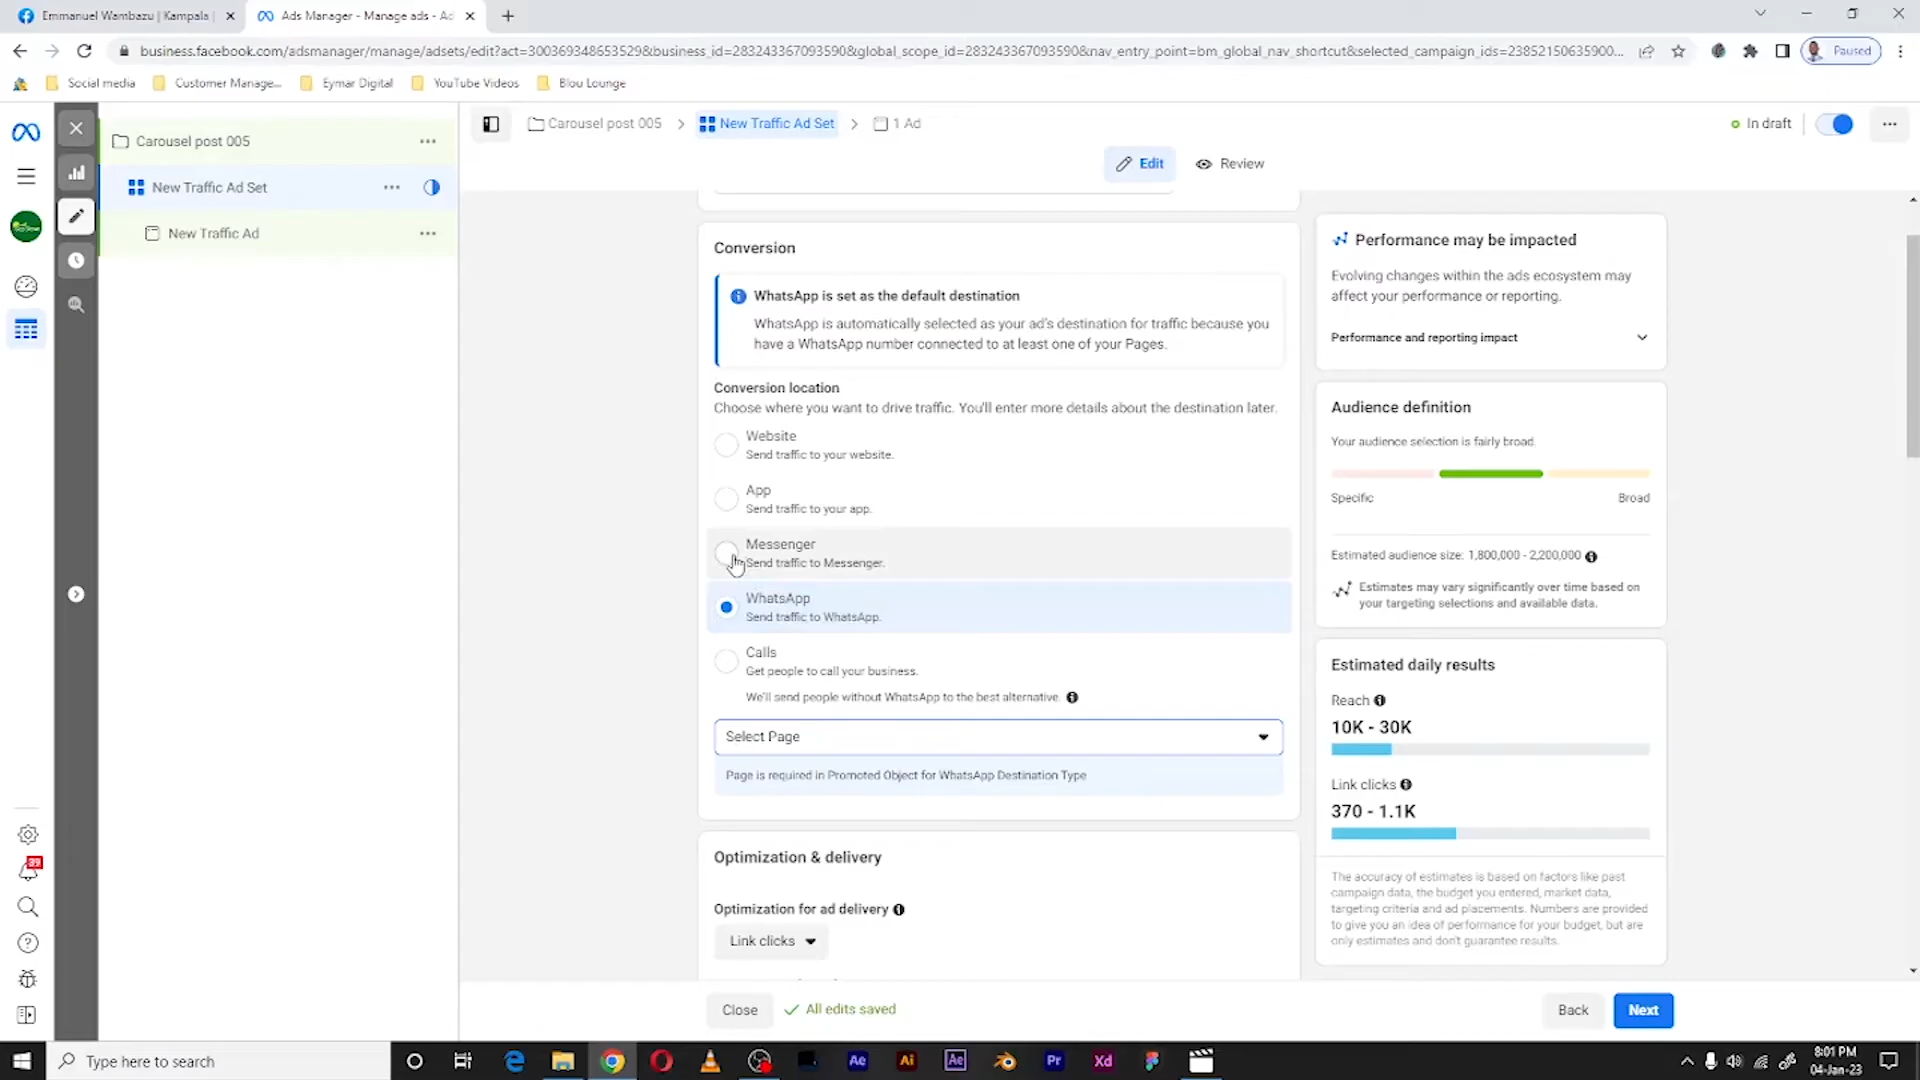 Emmanuel Wambazu | Kampala
Ads Manager - Manage ads - Ad
business.facebook.com/adsmanager/manage/adsets/edit?act=300369348653529&business_id=283243367093590&global_scope_id=283243367093590&nav_entry_point=bm_global_nav_shortcut&selected_campaign_ids=23852150635900...
Paused
Social media
Customer Manage...
Eymar Digital
YouTube Videos
Blou Lounge
Carousel post 005
New Traffic Ad Set
New Traffic Ad
Carousel post 005
New Traffic Ad Set
1 Ad
In draft
Edit
Review
Conversion
WhatsApp is set as the default destination
WhatsApp is automatically selected as your ad's destination for traffic because you
have a WhatsApp number connected to at least one of your Pages.
Conversion location
Choose where you want to drive traffic. You'll enter more details about the destination later.
Website
Send traffic to your website.
App
Send traffic to your app.
Messenger
Send traffic to Messenger.
WhatsApp
Send traffic to WhatsApp.
Calls
Get people to call your business.
We'll send people without WhatsApp to the best alternative.
Select Page
Page is required in Promoted Object for WhatsApp Destination Type
Optimization & delivery
Optimization for ad delivery
Link clicks
Close
All edits saved
Back
Next
Performance may be impacted
Evolving changes within the ads ecosystem may
affect your performance or reporting.
Performance and reporting impact
Audience definition
Your audience selection is fairly broad.
Specific
Broad
Estimated audience size: 1,800,000 - 2,200,000
Estimates may vary significantly over time based on
your targeting selections and available data.
Estimated daily results
Reach
10K - 30K
Link clicks
370 - 1.1K
The accuracy of estimates is based on factors like past
campaign data, the budget you entered, market data,
targeting criteria and ad placements. Numbers are provided
to give you an idea of performance for your budget, but are
only estimates and don't guarantee results.
39
Type here to search
Ae
Ai
Ae
Pr
Xd
8:01 PM
04-Jan-23